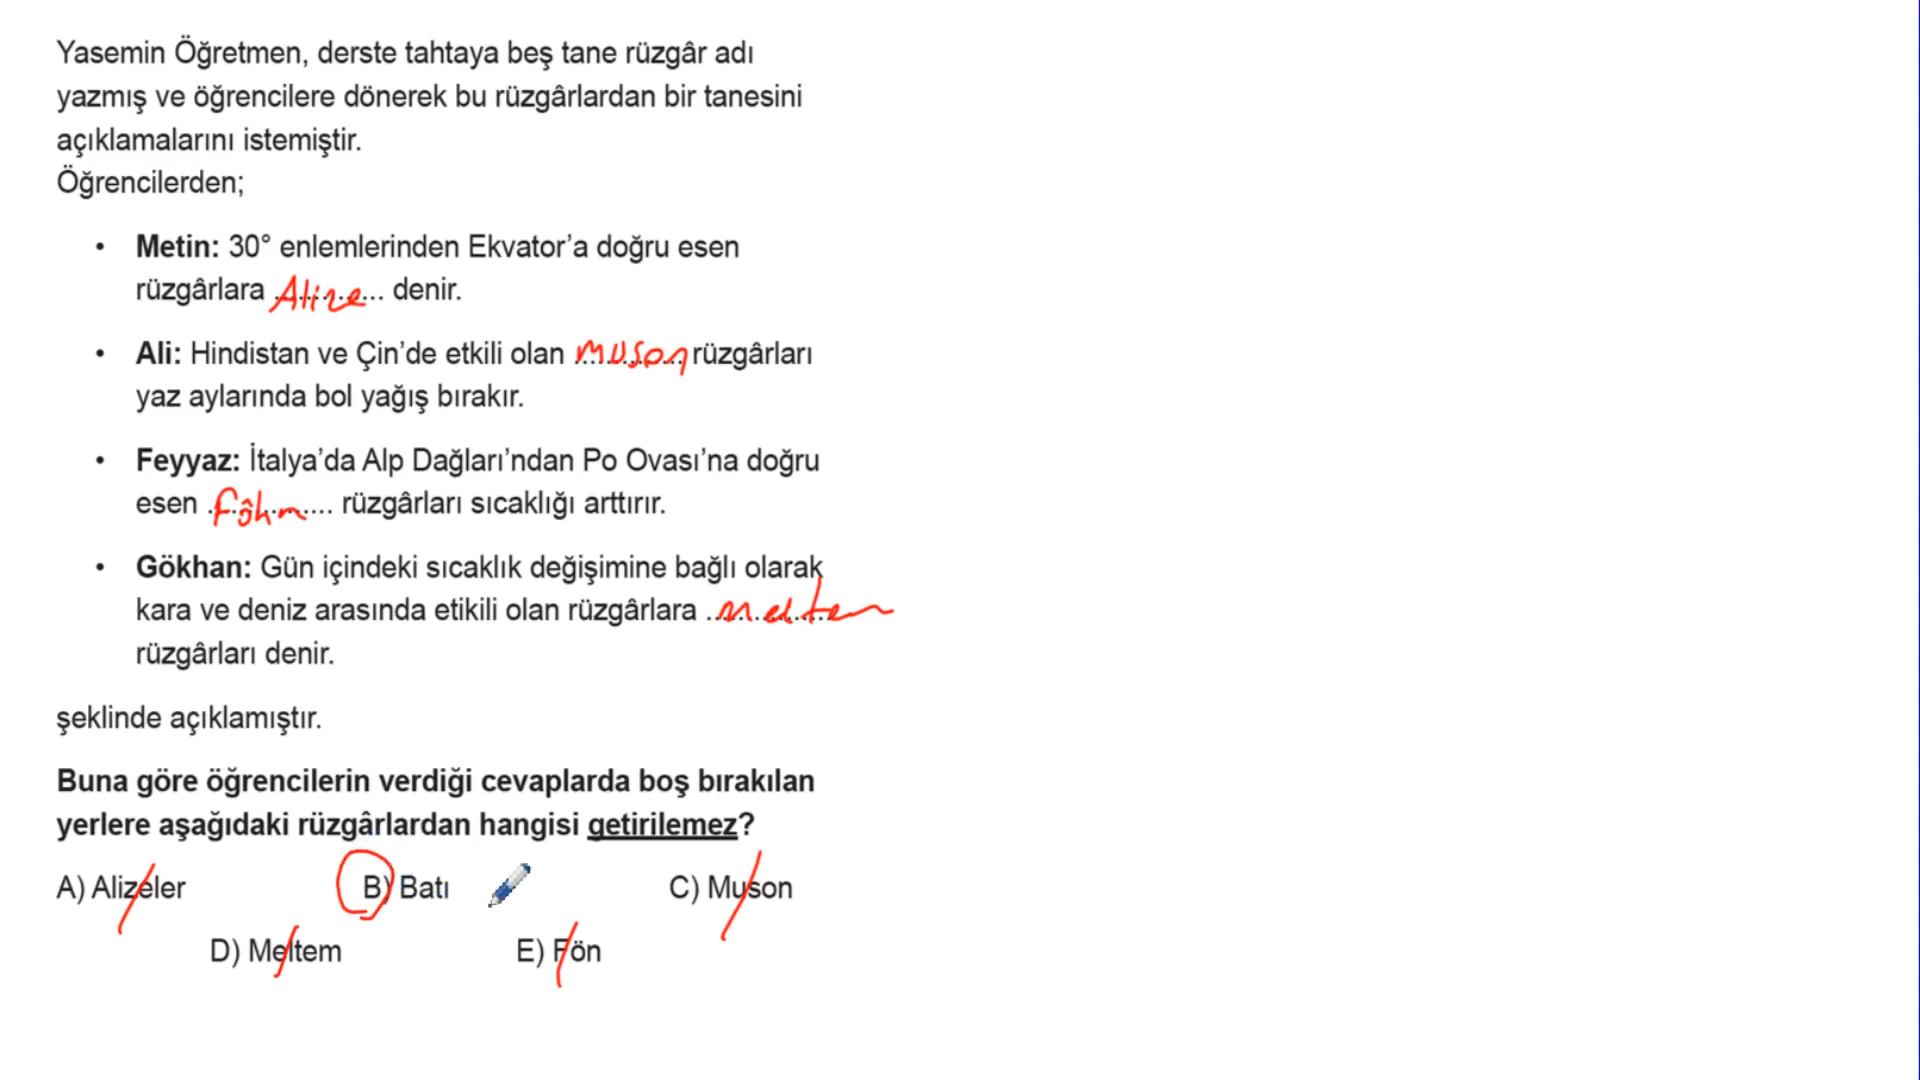 Yasemin Öğretmen, derste tahtaya beş tane rüzgâr adı
yazmış ve öğrencilere dönerek bu rüzgârlardan bir tanesini
açıklamalarını istemiştir.
Öğrencilerden;
• Metin: 30° enlemlerinden Ekvator’a doğru esen
rüzgârlara Alize denir.
• Ali: Hindistan ve Çin’de etkili olan muson rüzgârları
yaz aylarında bol yağış bırakır.
• Feyyaz: İtalya’da Alp Dağları’ndan Po Ovası’na doğru
esen föhn rüzgârları sıcaklığı arttırır.
• Gökhan: Gün içindeki sıcaklık değişimine bağlı olarak
kara ve deniz arasında etikili olan rüzgârlara meltem
rüzgârları denir.
şeklinde açıklamıştır.
Buna göre öğrencilerin verdiği cevaplarda boş bırakılan
yerlere aşağıdaki rüzgârlardan hangisi getirilemez?
A) Alizeler B) Batı C) Muson
D) Meltem E) Fön